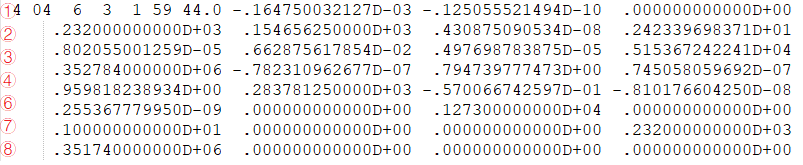 ①4 04  6  3  1 59 44.0 -.164750032127D-03 -.125055521494D-10  .000000000000D+00
②    .232000000000D+03  .154656250000D+03  .430875090534D-08  .242339698371D+01
③    .802055001259D-05  .662875617854D-02  .497698783875D-05  .515367242241D+04
④    .352784000000D+06 -.782310962677D-07  .794739777473D+00  .745058059692D-07
④    .959818238934D+00  .283781250000D+03 -.570066742597D-01 -.810176604250D-08
⑥    .255367779950D-09  .000000000000D+00  .127300000000D+04  .000000000000D+00
⑦    .100000000000D+01  .000000000000D+00  .000000000000D+00  .232000000000D+03
⑧    .351740000000D+06  .000000000000D+00  .000000000000D+00  .000000000000D+00